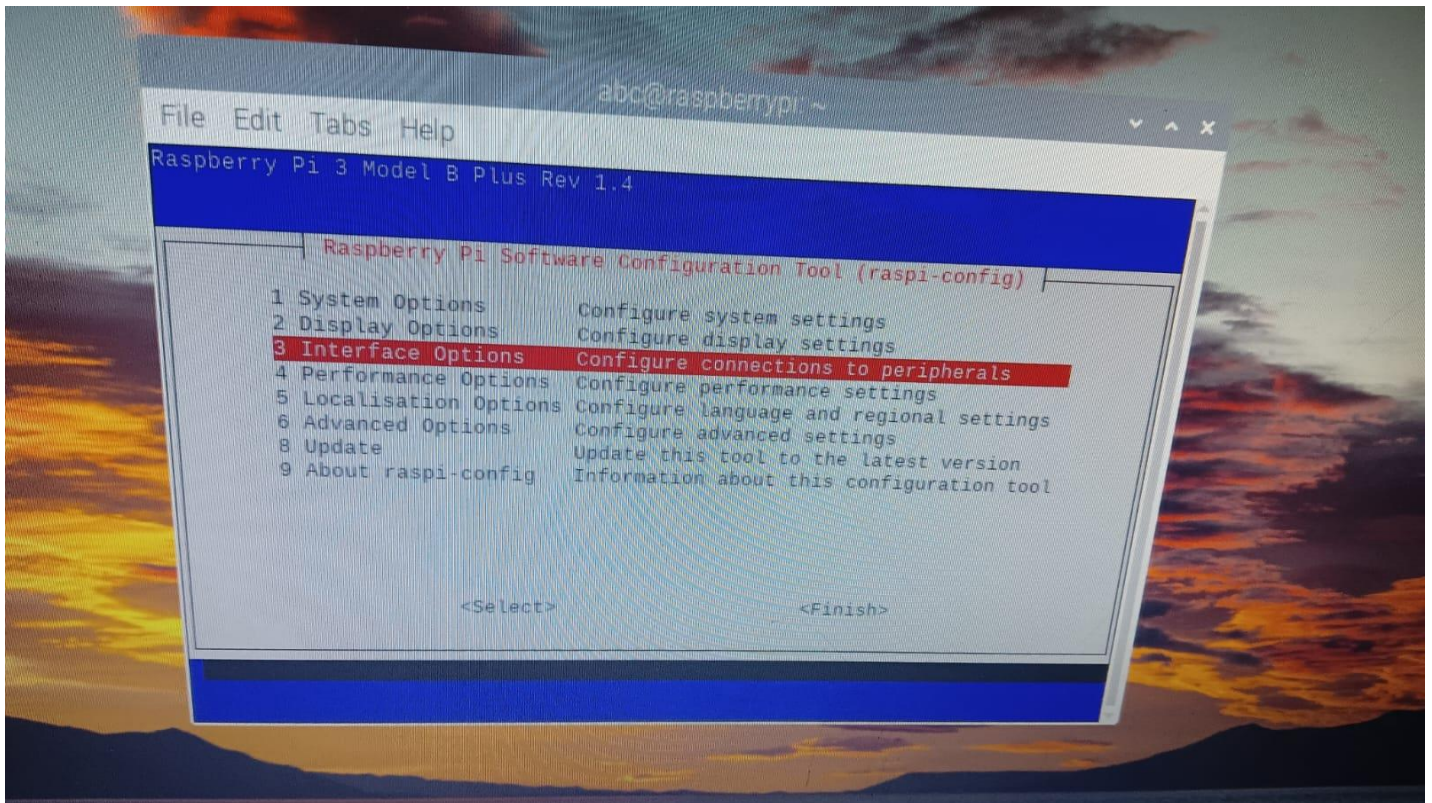 abc@raspberrypi: ~
File Edit Tabs Help
Raspberry Pi 3 Model B Plus Rev 1.4
Raspberry Pi Software Configuration Tool (raspi-config)
1 System Options Configure system settings
2 Display Options Configure display settings
3 Interface Options Configure connections to peripherals
4 Performance Options Configure performance settings
5 Localisation Options Configure language and regional settings
6 Advanced Options Configure advanced settings
8 Update Update this tool to the latest version
9 About raspi-config Information about this configuration tool
<Select> <Finish>